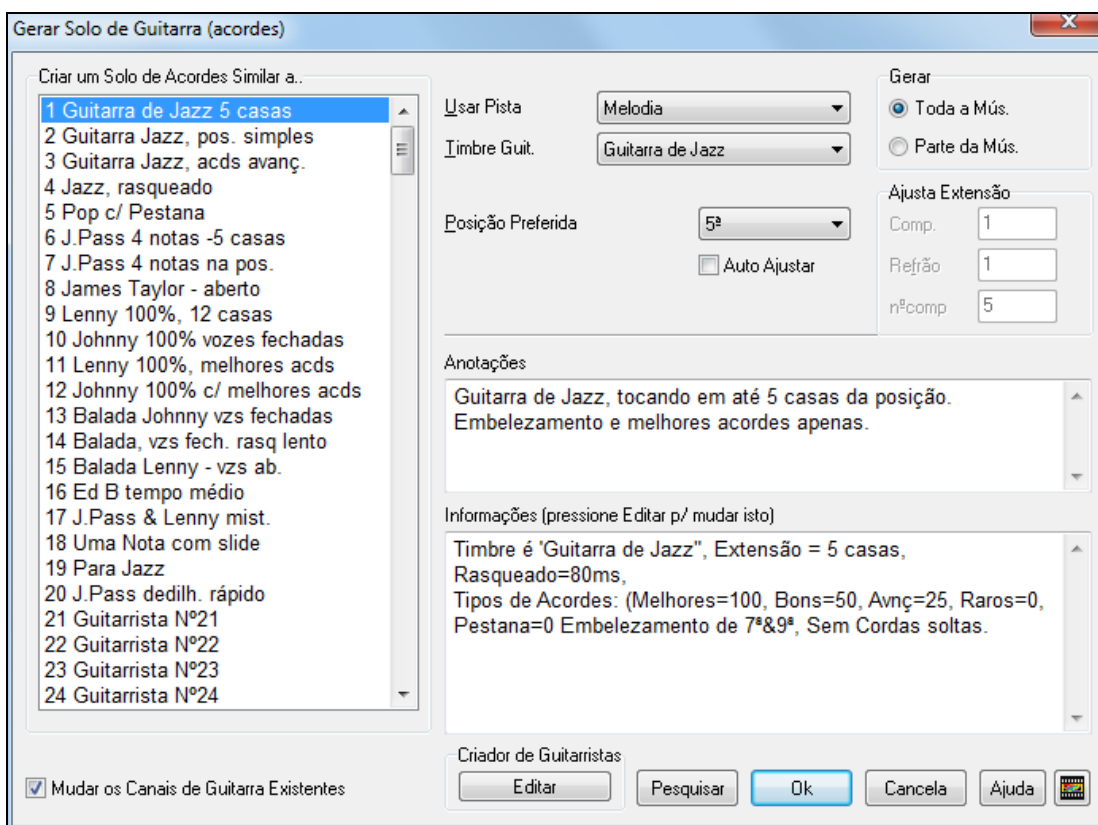 Gerar Solo de Guitarra (acordes)
Criar um Solo de Acordes Similar a..
1 Guitarra de Jazz 5 casas
2 Guitarra Jazz, pos. simples
3 Guitarra Jazz, acds avanç.
4 Jazz, rasqueado
5 Pop c/ Pestana
6 J.Pass 4 notas -5 casas
7 J.Pass 4 notas na pos.
8 James Taylor - aberto
9 Lenny 100%, 12 casas
10 Johnny 100% vozes fechadas
11 Lenny 100%, melhores acds
12 Johnny 100% c/ melhores acds
13 Balada Johnny vzs fechadas
14 Balada, vzs fech. rasq lento
15 Balada Lenny - vzs ab.
16 Ed B tempo médio
17 J.Pass & Lenny mist.
18 Uma Nota com slide
19 Para Jazz
20 J.Pass dedilh. rápido
21 Guitarrista Nº21
22 Guitarrista Nº22
23 Guitarrista Nº23
24 Guitarrista Nº24
Mudar os Canais de Guitarra Existentes
Usar Pista Melodia
Timbre Guit. Guitarra de Jazz
Posição Preferida 5ª
Auto Ajustar
Gerar
Toda a Mús.
Parte da Mús.
Ajusta Extensão
Comp. 1
Refrão 1
nºcomp 5
Anotações
Guitarra de Jazz, tocando em até 5 casas da posição.
Embelezamento e melhores acordes apenas.
Informações (pressione Editar p/ mudar isto)
Timbre é 'Guitarra de Jazz", Extensão = 5 casas,
Rasqueado=80ms,
Tipos de Acordes: (Melhores=100, Bons=50, Avnç=25, Raros=0,
Pestana=0 Embelezamento de 7ª&9ª, Sem Cordas soltas.
Criador de Guitarristas
Editar Pesquisar Ok Cancela Ajuda